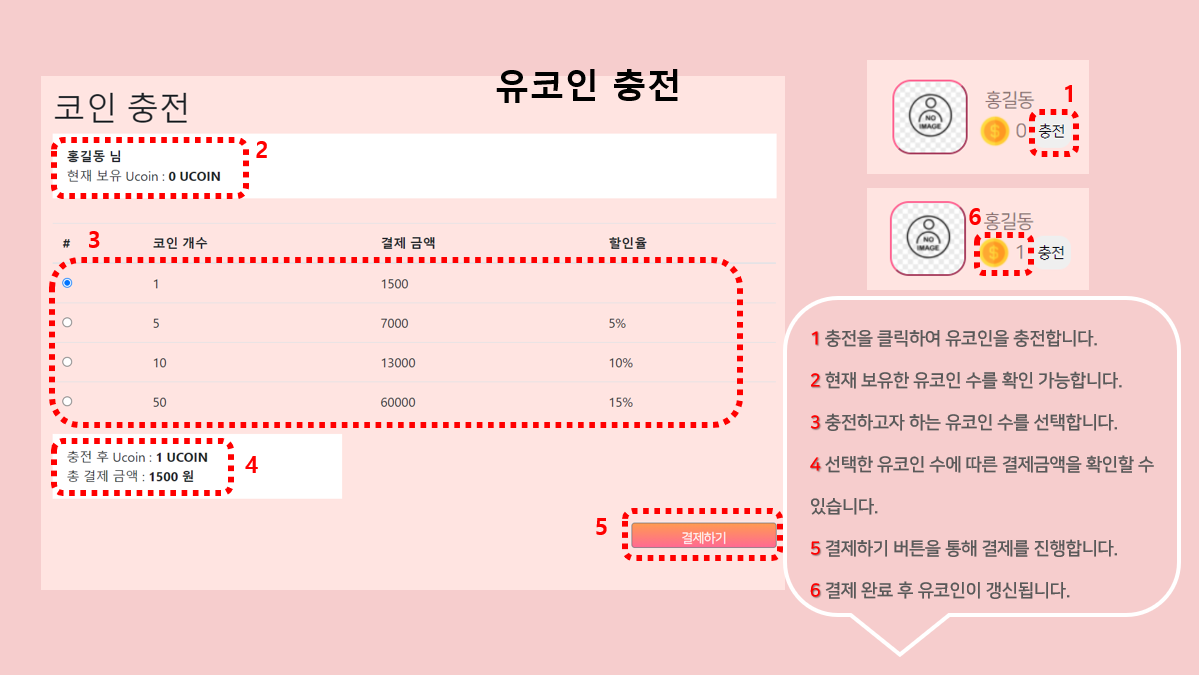 유코인 충전
코인 충전
홍길동 님
2
현재 보유 Ucoin : 0 UCOIN
# 3 코인 개수 결제 금액 할인율
1 1500
5 7000 5%
10 13000 10%
50 60000 15%
충전 후 Ucoin : 1 UCOIN
4
총 결제 금액 : 1500 원
5 결제하기
NO
IMAGE
홍길동
1
$ 0 충전
NO
IMAGE
6 홍길동
$ 1 충전
1 충전을 클릭하여 유코인을 충전합니다.
2 현재 보유한 유코인 수를 확인 가능합니다.
3 충전하고자 하는 유코인 수를 선택합니다.
4 선택한 유코인 수에 따른 결제금액을 확인할 수
있습니다.
5 결제하기 버튼을 통해 결제를 진행합니다.
6 결제 완료 후 유코인이 갱신됩니다.